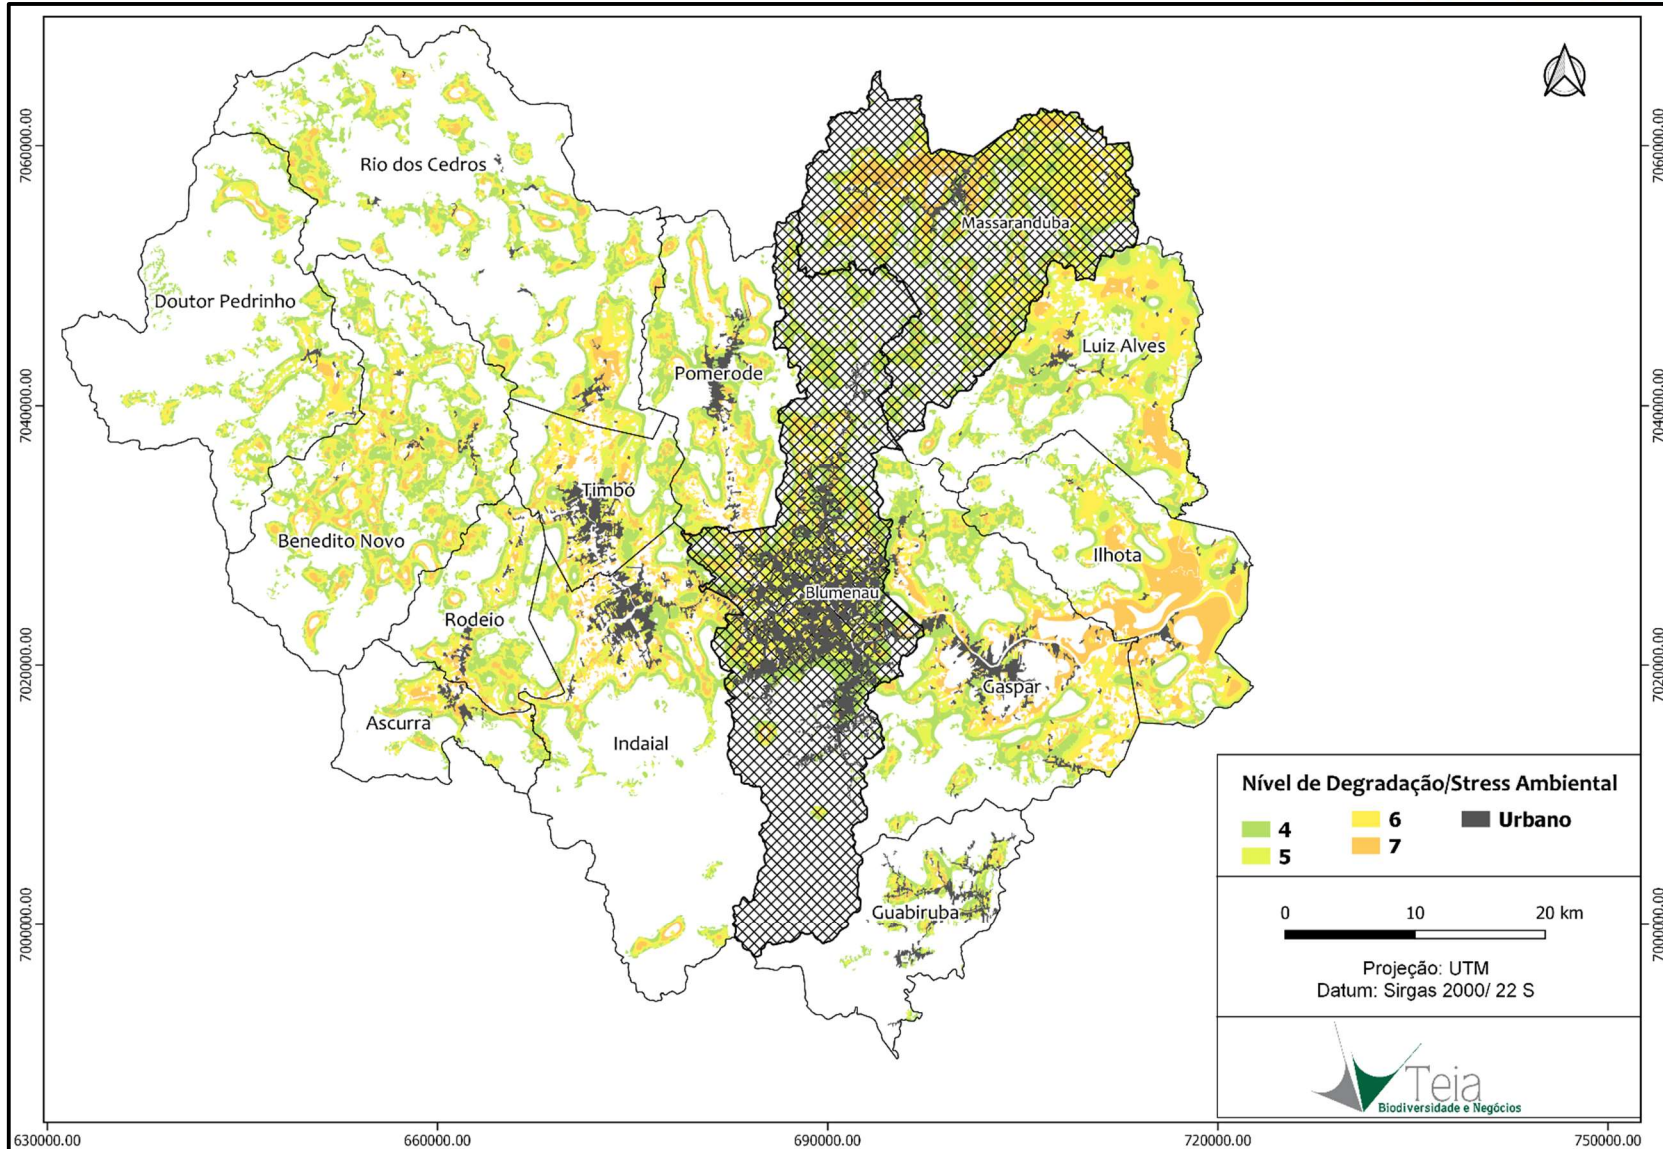 Rio dos Cedros
Massaranduba
Doutor Pedrinho
Luiz Alves
Pomerode
Timbó
Benedito Novo
Ilhota
Blumenau
Rodeio
Gaspar
Ascurra
Indaial
Guabiruba
7060000.00
7040000.00
7020000.00
7000000.00
7060000.00
7040000.00
7020000.00
7000000.00
Nível de Degradação/Stress Ambiental
4 6 Urbano
5 7
0 10 20 km
Projeção: UTM
Datum: Sirgas 2000/ 22 S
Teia
Biodiversidade e Negócios
630000.00 660000.00 690000.00 720000.00 750000.00